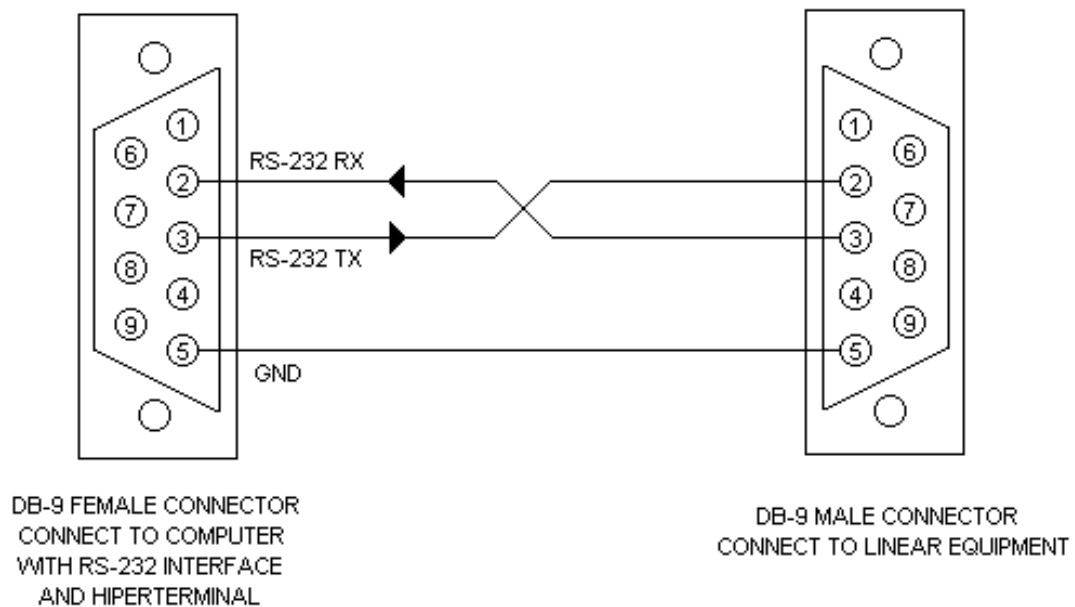 1
6
2
7
3
8
4
9
5
RS-232 RX
RS-232 TX
GND
1
6
2
7
3
8
4
9
5
DB-9 FEMALE CONNECTOR
CONNECT TO COMPUTER
WITH RS-232 INTERFACE
AND HIPERTERMINAL
DB-9 MALE CONNECTOR
CONNECT TO LINEAR EQUIPMENT